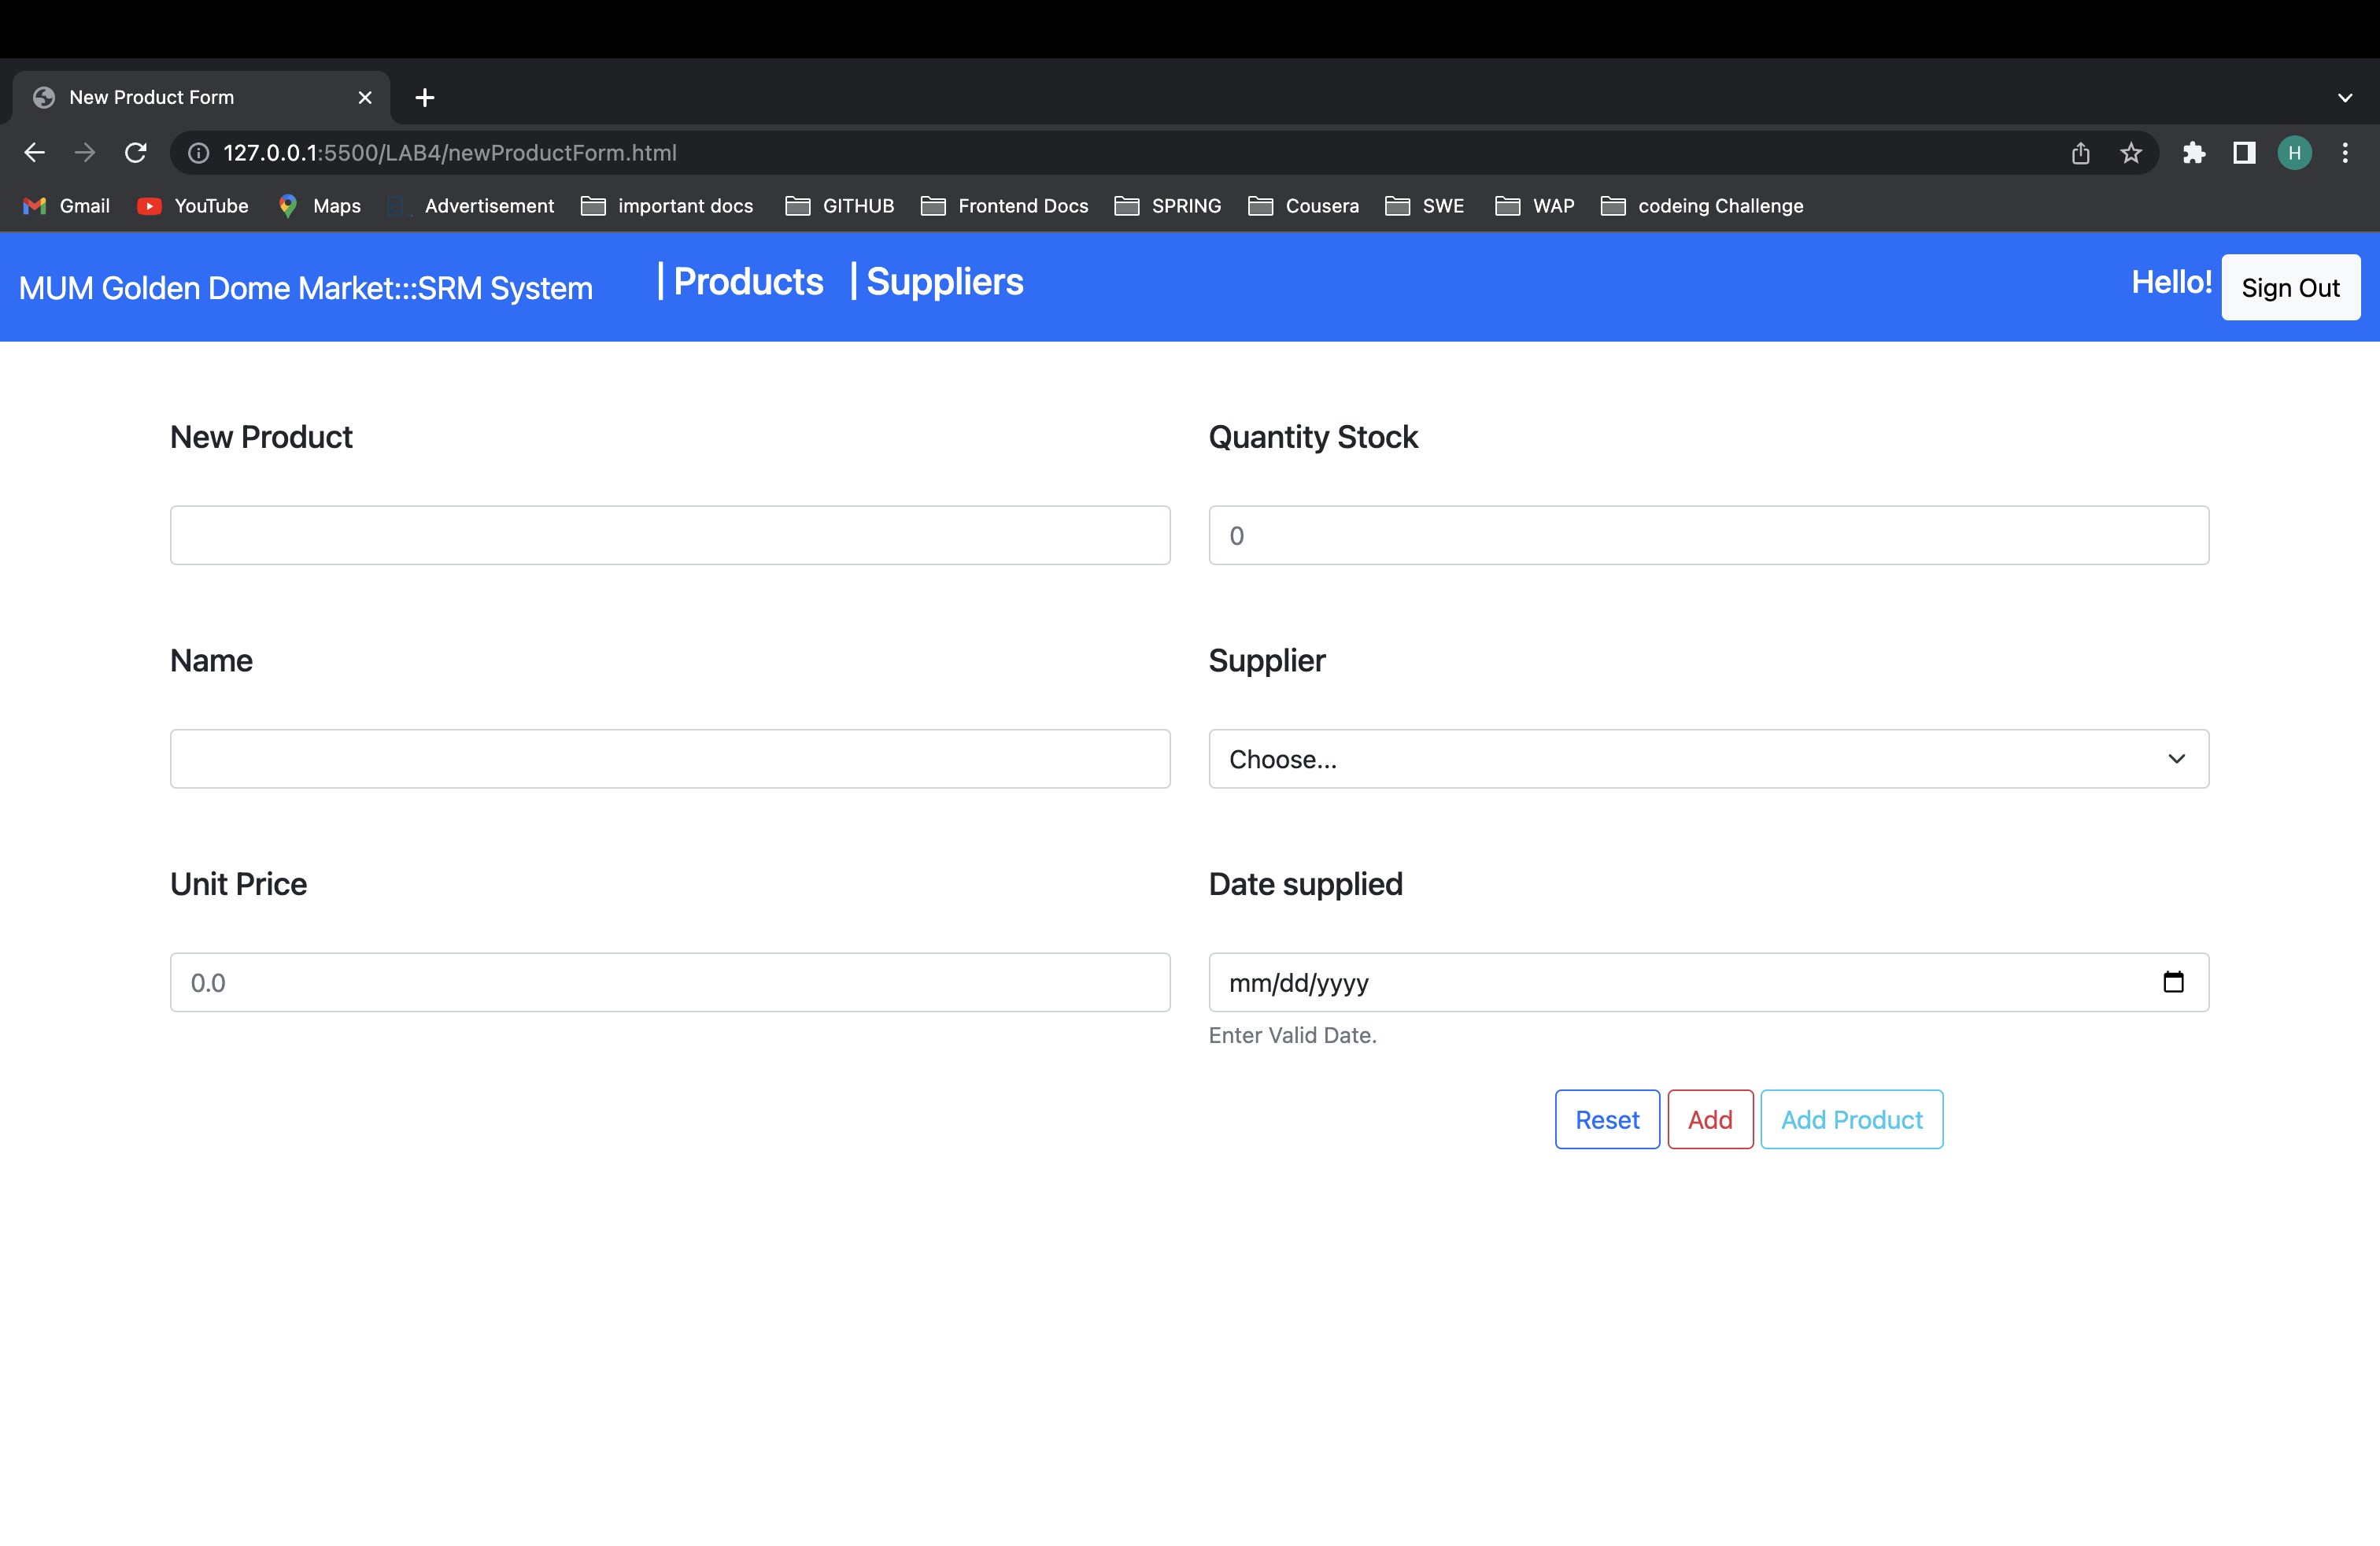 New Product Form
127.0.0.1:5500/LAB4/newProductForm.html
H
Gmail YouTube Maps Advertisement important docs GITHUB Frontend Docs SPRING Cousera SWE WAP codeing Challenge
MUM Golden Dome Market:::SRM System | Products | Suppliers Hello! Sign Out
New Product Quantity Stock
0
Name Supplier
Choose...
Unit Price Date supplied
0.0 mm/dd/yyyy
Enter Valid Date.
Reset Add Add Product